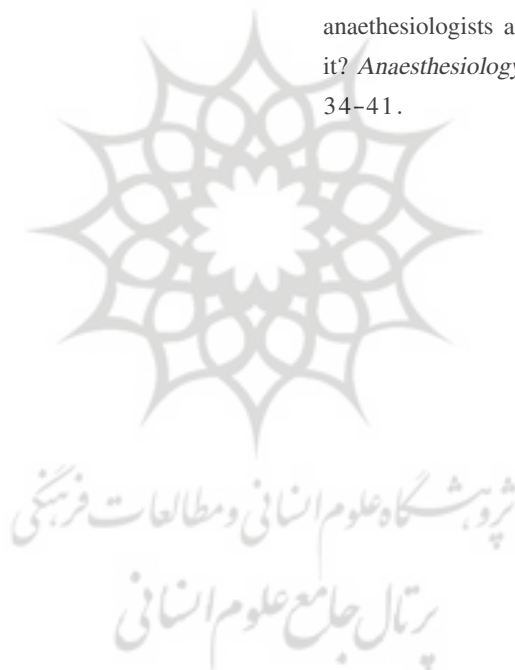 anaethesiologists a
it? Anaesthesiology
34-41.
پژوهشگاه علوم انسانی و مطالعات فرهنگی
پرتال جامع علوم انسانی